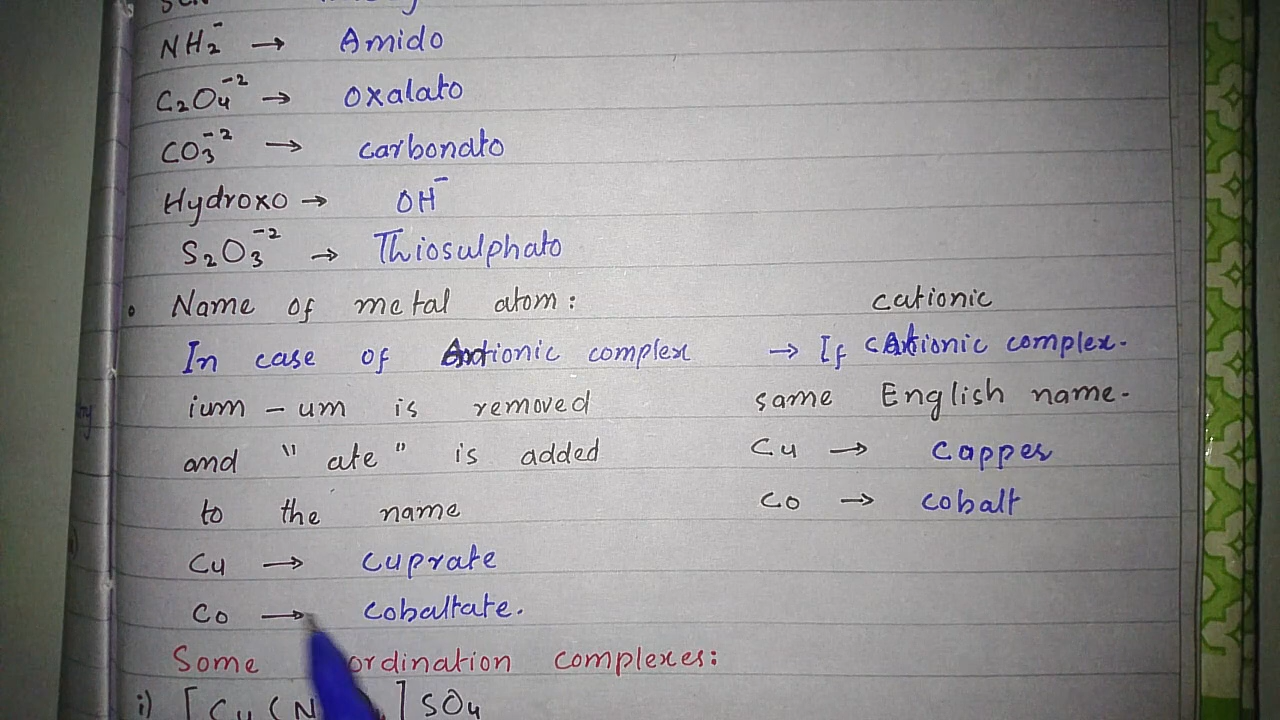 NH₂⁻ → Amido
C₂O₄⁻² → Oxalato
CO₃⁻² → carbonato
Hydroxo → OH⁻
S₂O₃⁻² → Thiosulphato
• Name of metal atom:
cationic
In case of Anionic complex → If cationic complex.
ium - um is removed same English name.
and "ate" is added Cu → Copper
to the name Co → cobalt
Cu → cuprate
Co → cobaltate.
Some ordination complexes:
i) [Cu(N ]SO₄